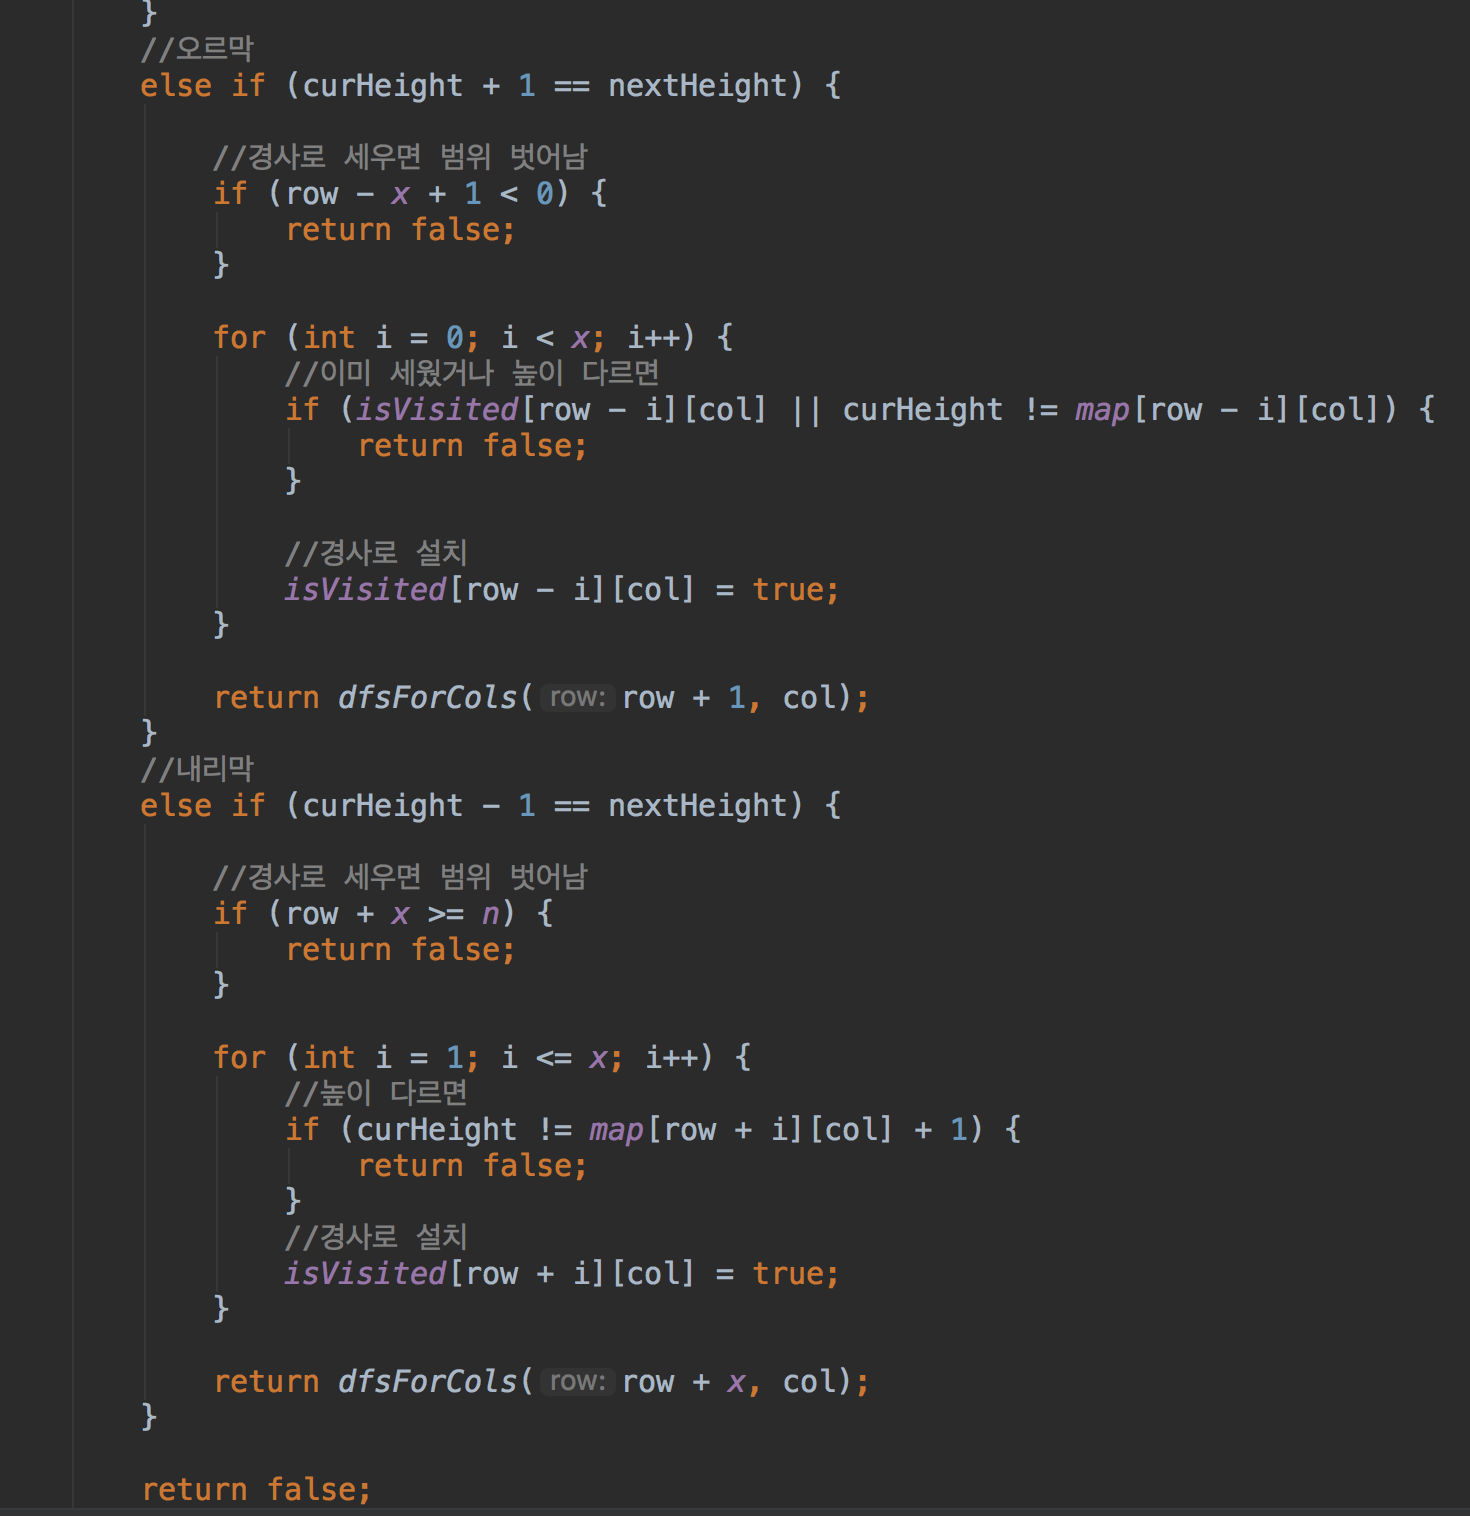 }
//오르막
else if (curHeight + 1 == nextHeight) {
//경사로 세우면 범위 벗어남
if (row - x + 1 < 0) {
return false;
}
for (int i = 0; i < x; i++) {
//이미 세웠거나 높이 다르면
if (isVisited[row - i][col] || curHeight != map[row - i][col]) {
return false;
}
//경사로 설치
isVisited[row - i][col] = true;
}
return dfsForCols( row: row + 1, col);
}
//내리막
else if (curHeight - 1 == nextHeight) {
//경사로 세우면 범위 벗어남
if (row + x >= n) {
return false;
}
for (int i = 1; i <= x; i++) {
//높이 다르면
if (curHeight != map[row + i][col] + 1) {
return false;
}
//경사로 설치
isVisited[row + i][col] = true;
}
return dfsForCols( row: row + x, col);
}
return false;